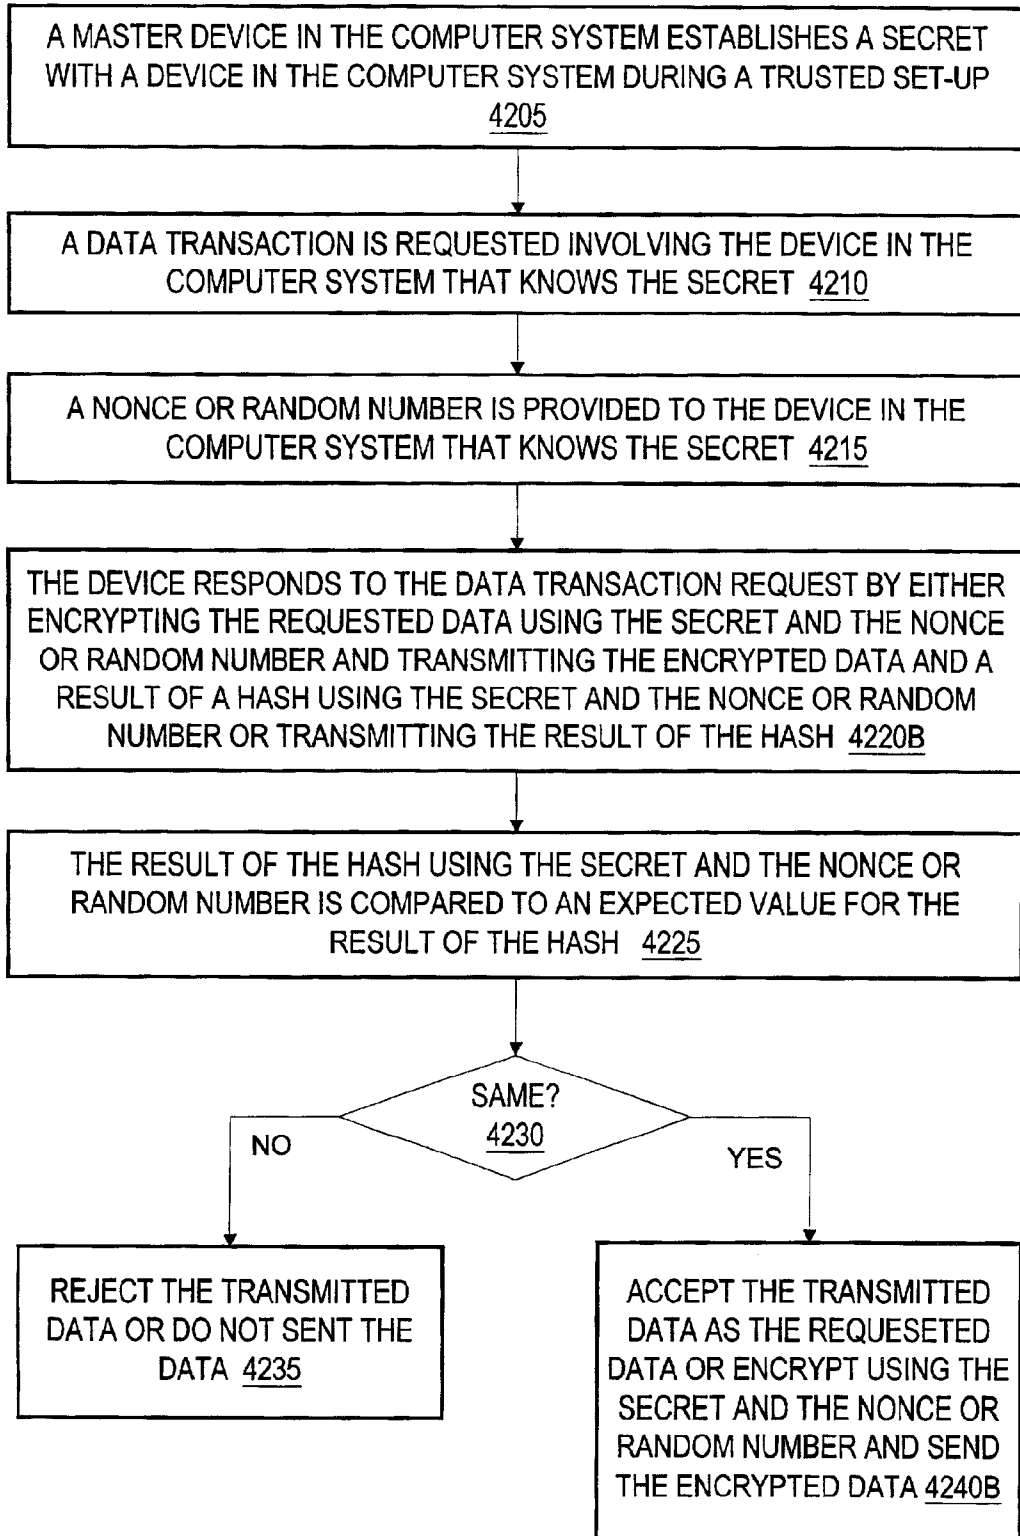 A MASTER DEVICE IN THE COMPUTER SYSTEM ESTABLISHES A SECRET
WITH A DEVICE IN THE COMPUTER SYSTEM DURING A TRUSTED SET-UP
4205
A DATA TRANSACTION IS REQUESTED INVOLVING THE DEVICE IN THE
COMPUTER SYSTEM THAT KNOWS THE SECRET 4210
A NONCE OR RANDOM NUMBER IS PROVIDED TO THE DEVICE IN THE
COMPUTER SYSTEM THAT KNOWS THE SECRET 4215
THE DEVICE RESPONDS TO THE DATA TRANSACTION REQUEST BY EITHER
ENCRYPTING THE REQUESTED DATA USING THE SECRET AND THE NONCE
OR RANDOM NUMBER AND TRANSMITTING THE ENCRYPTED DATA AND A
RESULT OF A HASH USING THE SECRET AND THE NONCE OR RANDOM
NUMBER OR TRANSMITTING THE RESULT OF THE HASH 4220B
THE RESULT OF THE HASH USING THE SECRET AND THE NONCE OR
RANDOM NUMBER IS COMPARED TO AN EXPECTED VALUE FOR THE
RESULT OF THE HASH 4225
SAME?
4230
NO
YES
REJECT THE TRANSMITTED
DATA OR DO NOT SENT THE
DATA 4235
ACCEPT THE TRANSMITTED
DATA AS THE REQUESETED
DATA OR ENCRYPT USING THE
SECRET AND THE NONCE OR
RANDOM NUMBER AND SEND
THE ENCRYPTED DATA 4240B